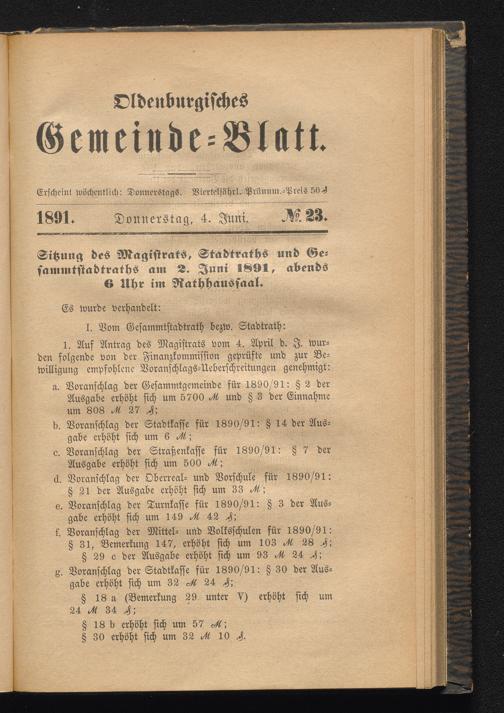 Oldenburgisches
Gemeinde=Blatt.
Erscheint wöchentlich: Donnerstags. Vierteljährl. Pränum.=Preis 50 ₰
1891. Donnerstag, 4. Juni. № 23.
Sitzung des Magistrats, Stadtraths und Ge=
sammtstadtraths am 2. Juni 1891, abends
6 Uhr im Rathhaussaal.
Es wurde verhandelt:
I. Vom Gesammtstadtrath bezw. Stadtrath:
1. Auf Antrag des Magistrats vom 4. April d. J. wur=
den folgende von der Finanzkommission geprüfte und zur Be=
willigung empfohlene Voranschlags=Ueberschreitungen genehmigt:
a. Voranschlag der Gesammtgemeinde für 1890/91: § 2 der
Ausgabe erhöht sich um 5700 ℳ und § 3 der Einnahme
um 808 ℳ 27 ₰;
b. Voranschlag der Stadtkasse für 1890/91: § 14 der Aus=
gabe erhöht sich um 6 ℳ;
c. Voranschlag der Straßenkasse für 1890/91: § 7 der
Ausgabe erhöht sich um 500 ℳ;
d. Voranschlag der Oberreal= und Vorschule für 1890/91:
§ 21 der Ausgabe erhöht sich um 33 ℳ;
e. Voranschlag der Turnkasse für 1890/91: § 3 der Aus=
gabe erhöht sich um 149 ℳ 42 ₰;
f. Voranschlag der Mittel= und Volksschulen für 1890/91:
§ 31, Bemerkung 147, erhöht sich um 103 ℳ 28 ₰;
§ 29 c der Ausgabe erhöht sich um 93 ℳ 24 ₰;
g. Voranschlag der Stadtkasse für 1890/91: § 30 der Aus=
gabe erhöht sich um 32 ℳ 24 ₰;
§ 18 a (Bemerkung 29 unter V) erhöht sich um
24 ℳ 34 ₰;
§ 18 b erhöht sich um 57 ℳ;
§ 30 erhöht sich um 32 ℳ 10 ₰.